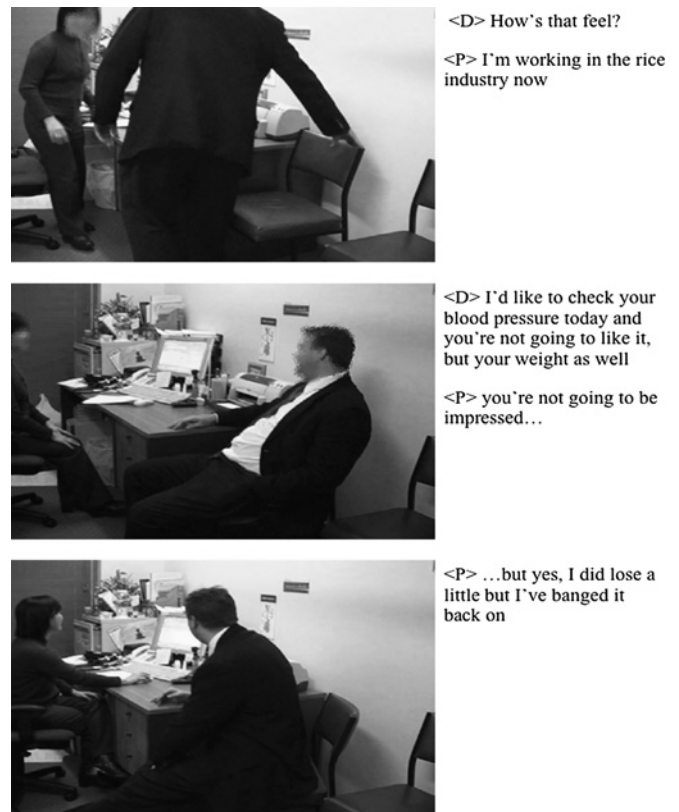 <D> How's that feel?
<P> I'm working in the rice
industry now
<D> I'd like to check your
blood pressure today and
you're not going to like it,
but your weight as well
<P> you're not going to be
impressed…
<P> …but yes, I did lose a
little but I've banged it
back on